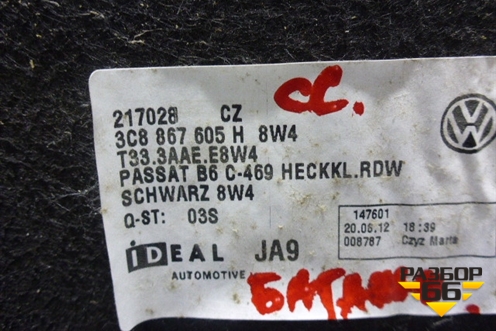 CC.
217028 CZ
3C8 867 605 H 8W4
T33.3AAE.E8W4
PASSAT B6 C-469 HECKKL.RDW
SCHWARZ 8W4
Q-ST: 03S
147601
20.06.12 18:39
008787 Czyz Marta
iDEAL JA9
AUTOMOTIVE
РАЗБОР
66